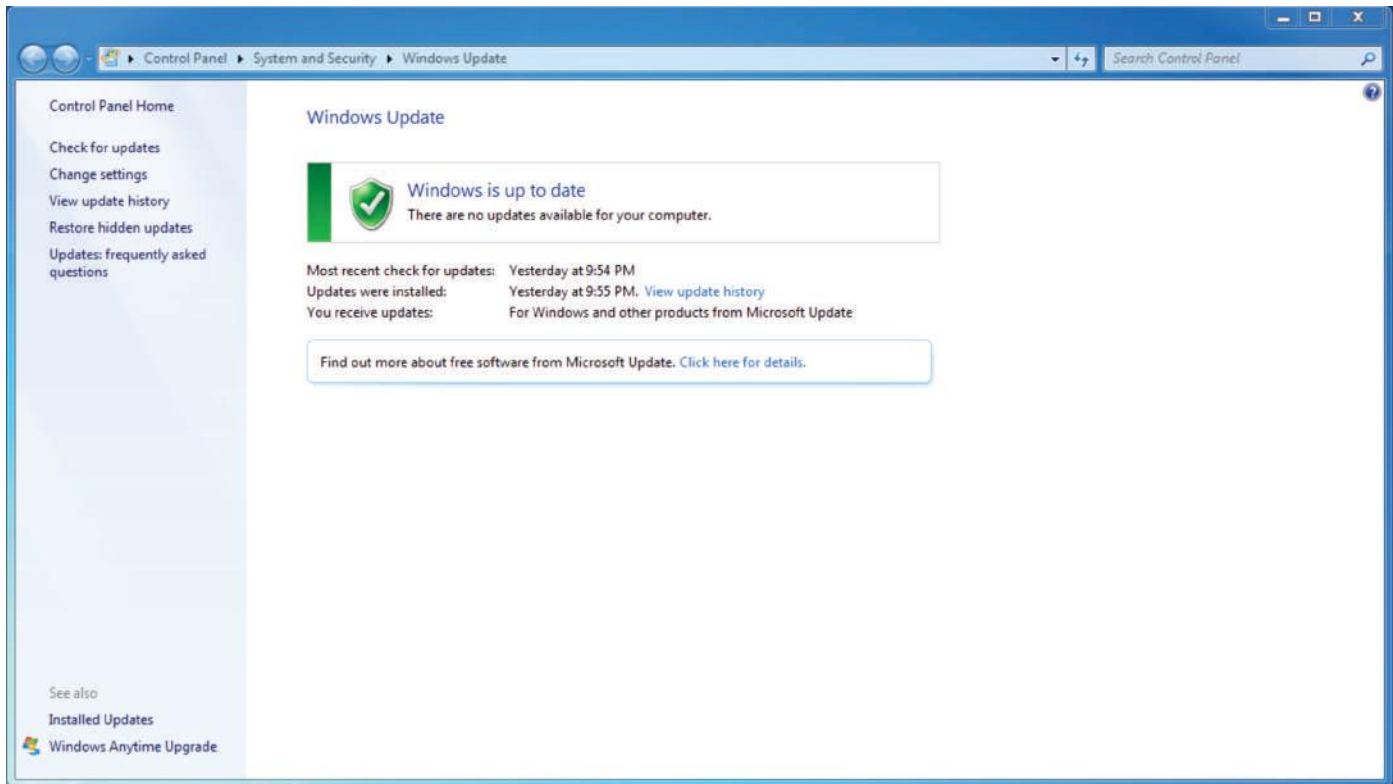 Control Panel ▸ System and Security ▸ Windows Update
Search Control Panel
Control Panel Home
Check for updates
Change settings
View update history
Restore hidden updates
Updates: frequently asked
questions
See also
Installed Updates
Windows Anytime Upgrade
Windows Update
Windows is up to date
There are no updates available for your computer.
Most recent check for updates: Yesterday at 9:54 PM
Updates were installed: Yesterday at 9:55 PM. View update history
You receive updates: For Windows and other products from Microsoft Update
Find out more about free software from Microsoft Update. Click here for details.